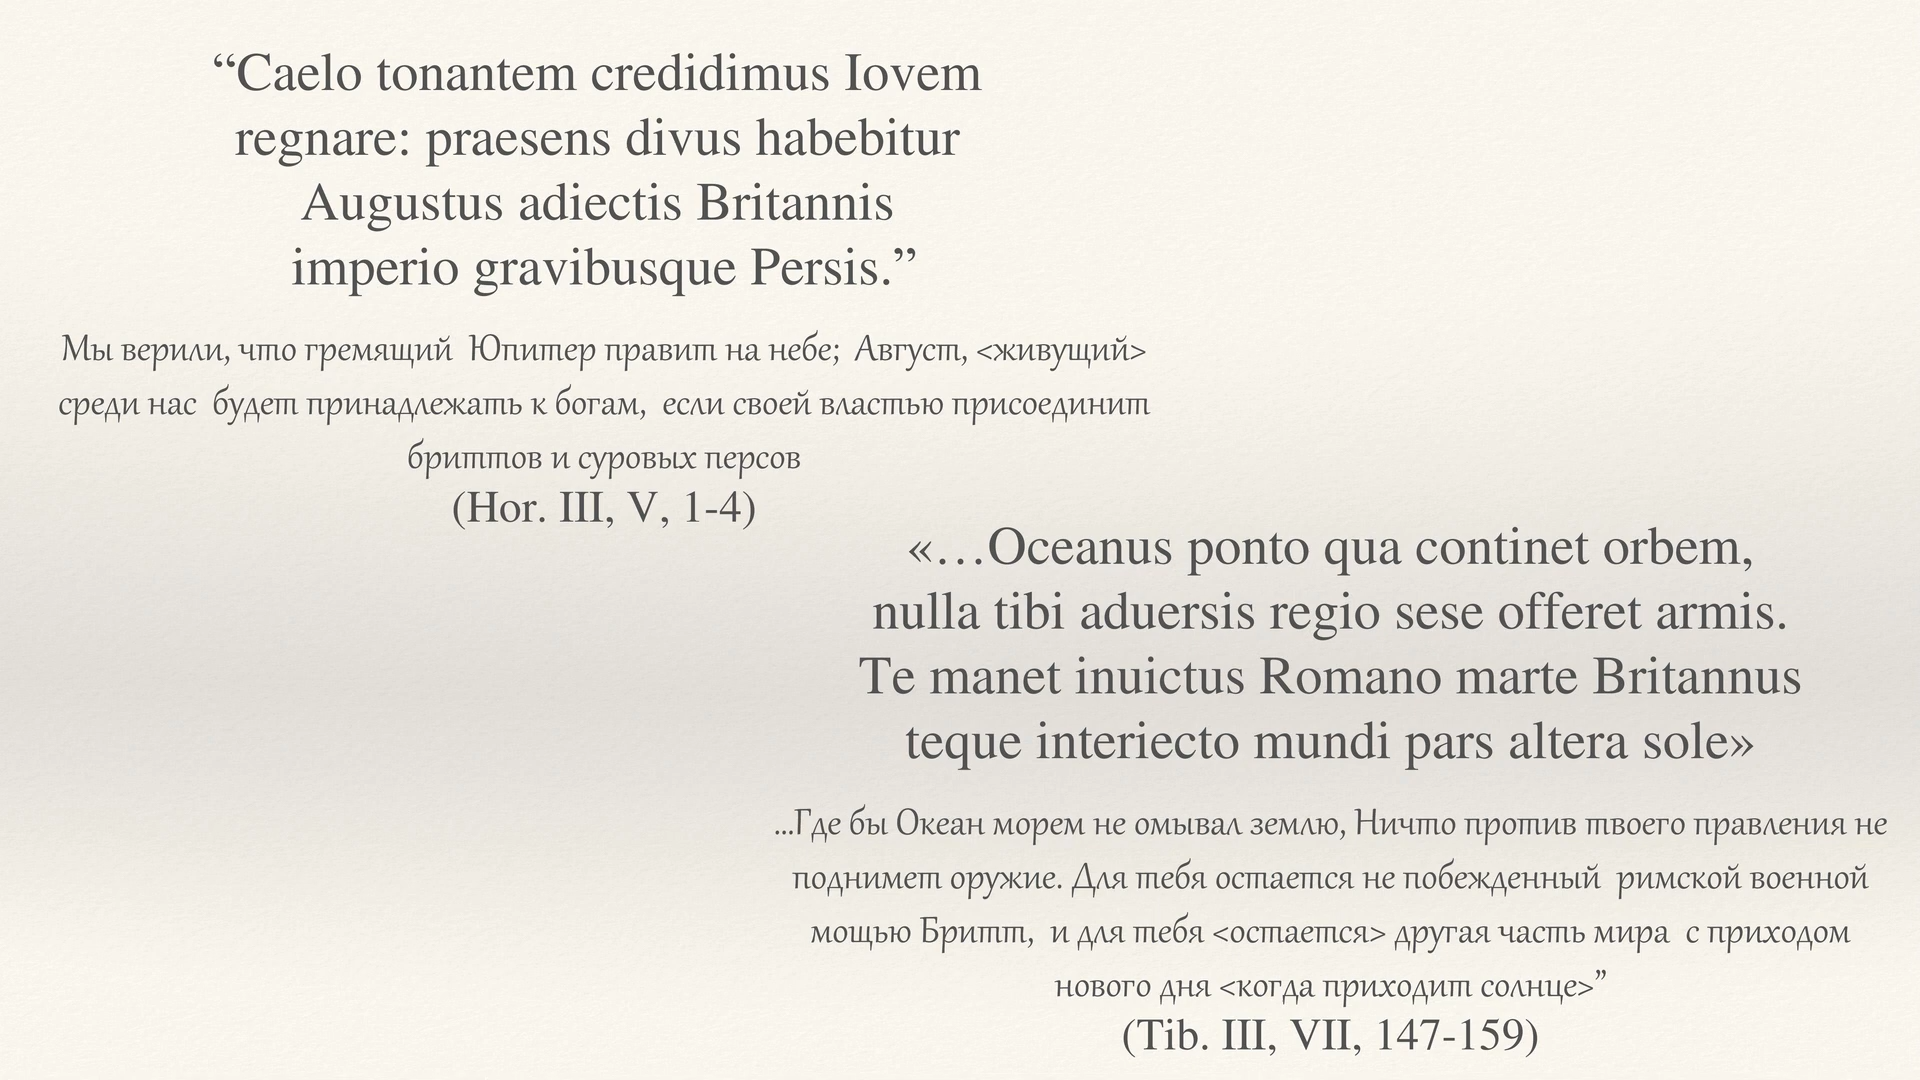 “Caelo tonantem credidimus Iovem
regnare: praesens divus habebitur
Augustus adiectis Britannis
imperio gravibusque Persis.”
Мы верили, что гремящий Юпитер правит на небе; Август, <живущий>
среди нас будет принадлежать к богам, если своей властью присоединит
бриттов и суровых персов
(Hor. III, V, 1-4)
«…Oceanus ponto qua continet orbem,
nulla tibi aduersis regio sese offeret armis.
Te manet inuictus Romano marte Britannus
teque interiecto mundi pars altera sole»
...Где бы Океан морем не омывал землю, Ничто против твоего правления не
поднимет оружие. Для тебя остается не побежденный римской военной
мощью Бритт, и для тебя <остается> другая часть мира с приходом
нового дня <когда приходит солнце>”
(Tib. III, VII, 147-159)